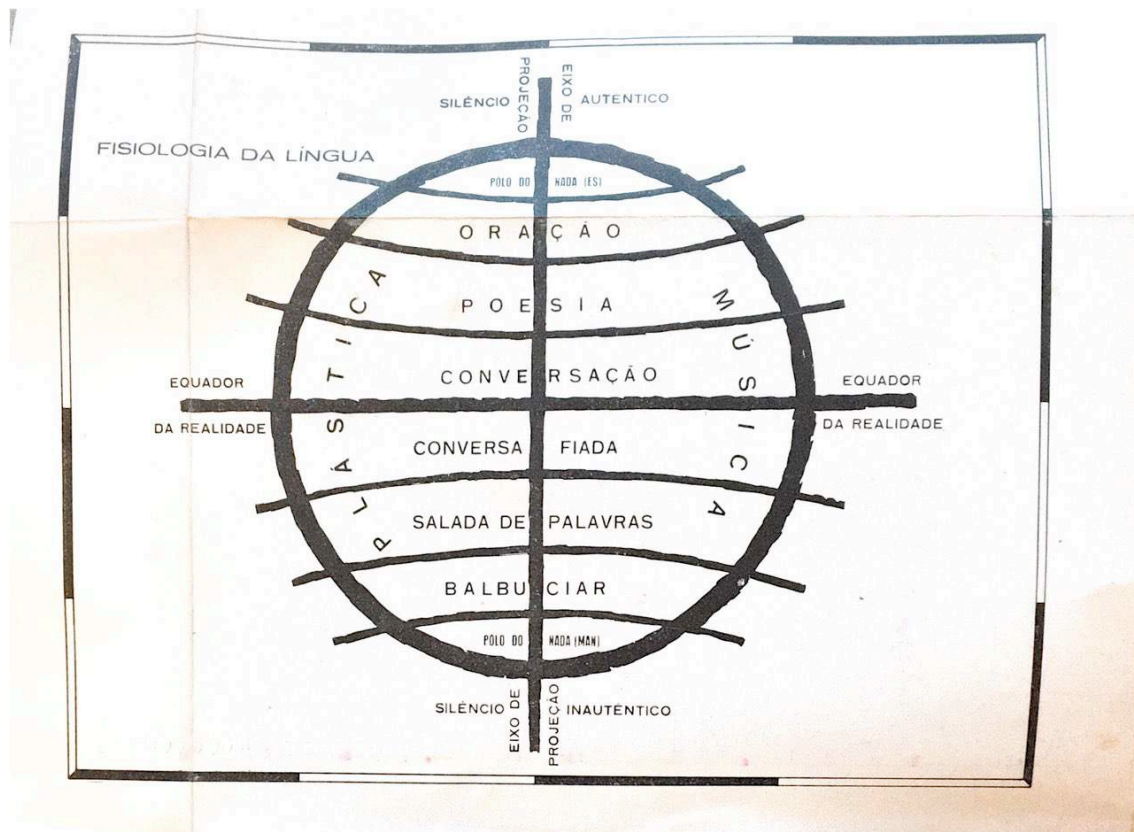 EIXO DE
PROJEÇÃO
SILÊNCIO AUTÊNTICO
FISIOLOGIA DA LÍNGUA
PÓLO DO NADA (ES)
ORAÇÃO
POESIA
PLÁSTICA
MÚSICA
CONVERSAÇÃO
EQUADOR
DA REALIDADE
EQUADOR
DA REALIDADE
CONVERSA FIADA
SALADA DE PALAVRAS
BALBUCIAR
PÓLO DO NADA (MAN)
SILÊNCIO INAUTÊNTICO
EIXO DE
PROJEÇÃO